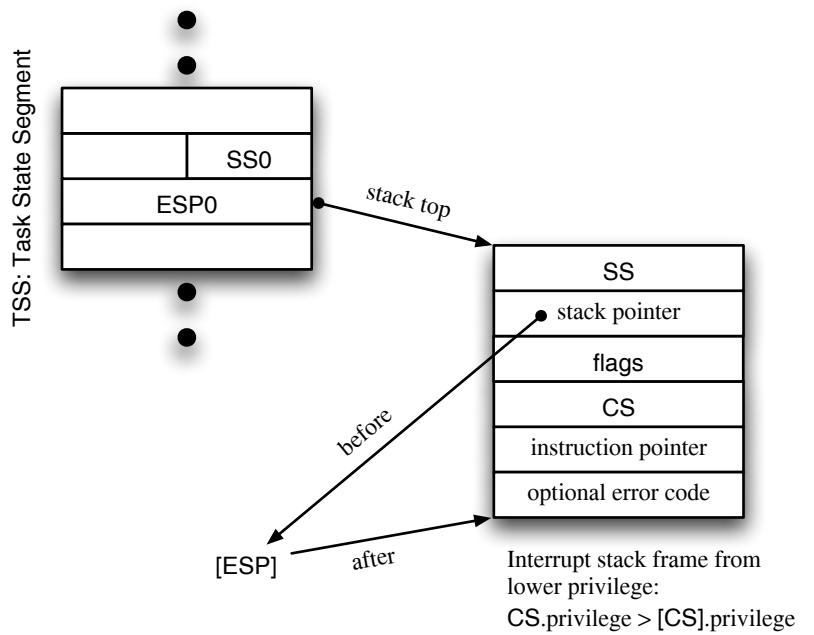 TSS: Task State Segment
SS0
ESP0
stack top
SS
stack pointer
flags
CS
instruction pointer
optional error code
before
[ESP]
after
Interrupt stack frame from
lower privilege:
CS.privilege > [CS].privilege